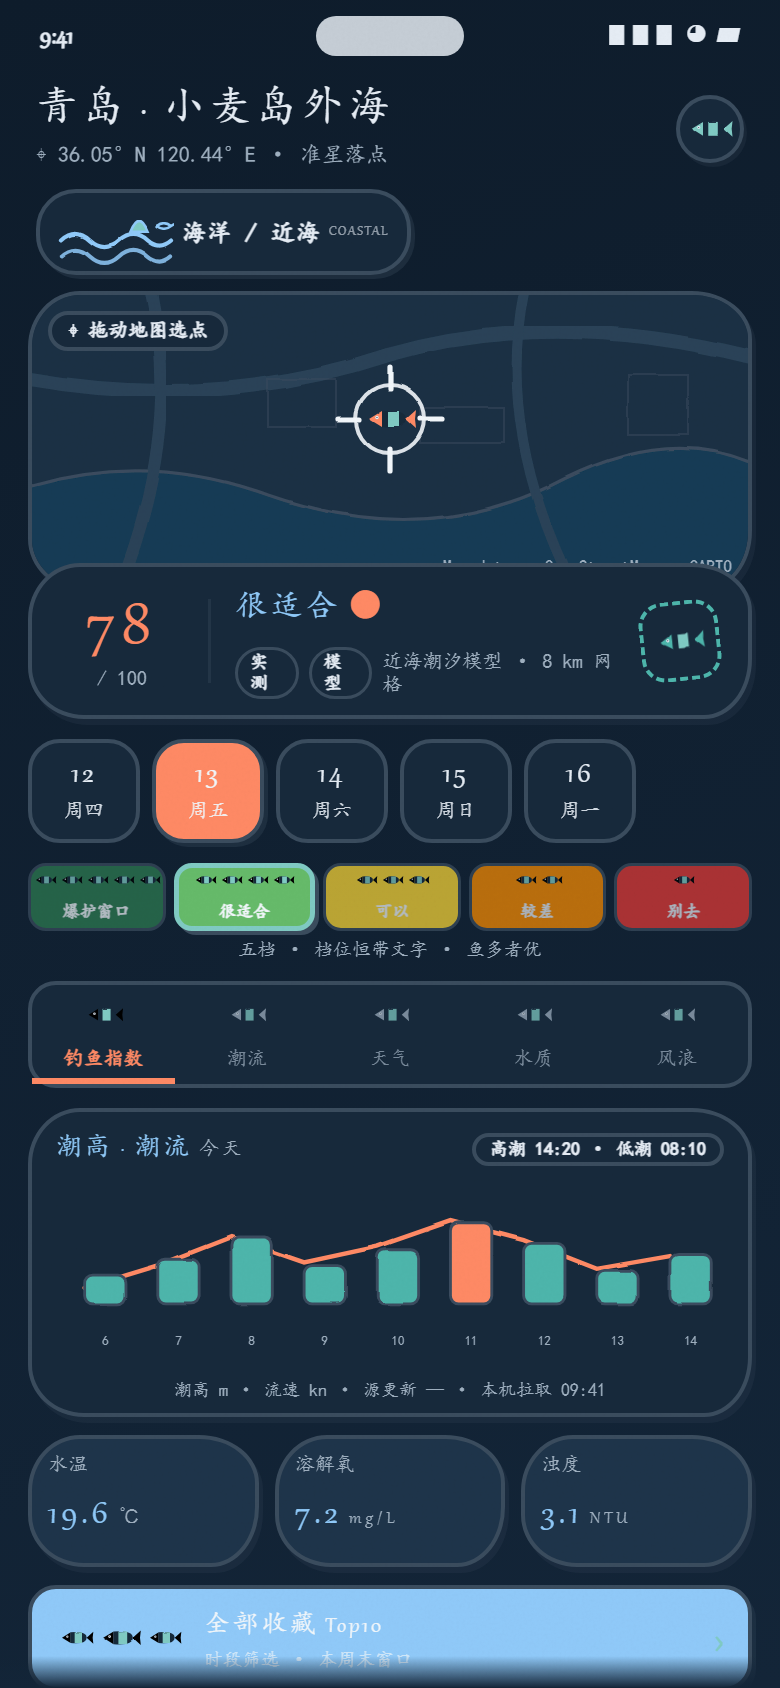 9:41
青岛 · 小麦岛外海
⌖ 36.05° N 120.44° E • 准星落点
海洋 / 近海 COASTAL
⌖ 拖动地图选点
CARTO
78
/ 100
很适合
实测
模型
近海潮汐模型 • 8 km 网格
12 周四
13 周五
14 周六
15 周日
16 周一
爆护窗口
很适合
可以
较差
别去
五档 • 档位恒带文字 • 鱼多者优
钓鱼指数
潮流
天气
水质
风浪
潮高 · 潮流 今天
高潮 14:20 • 低潮 08:10
6 7 8 9 10 11 12 13 14
潮高 m • 流速 kn • 源更新 — • 本机拉取 09:41
水温
19.6 ℃
溶解氧
7.2 mg/L
浊度
3.1 NTU
全部收藏 Top10
时段筛选 • 本周末窗口
›